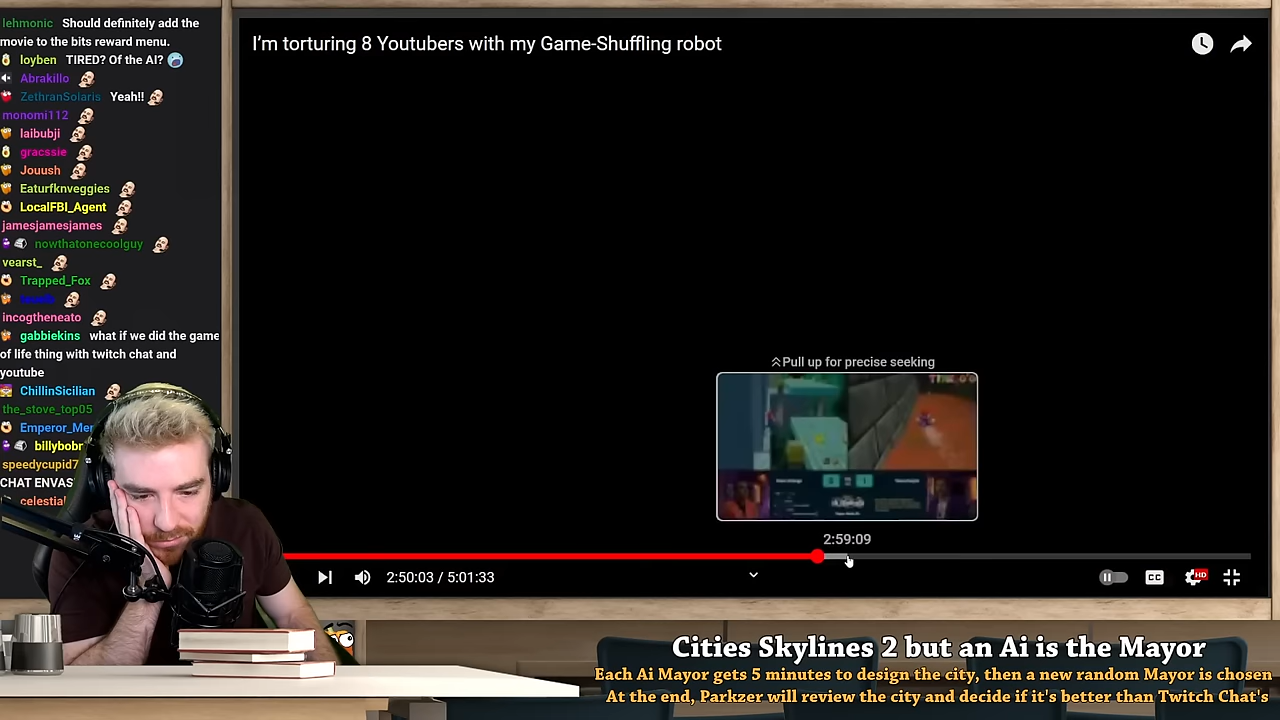 lehmonic Should definitely add the
movie to the bits reward menu.
loyben TIRED? Of the AI?
Abrakillo
ZethranSolaris Yeah!!
monomi112
laibubji
gracssie
Jouush
Eaturfknveggies
LocalFBI_Agent
jamesjamesjames
nowthatonecoolguy
vearst_
Trapped_Fox
incogtheneato
gabbiekins what if we did the game
of life thing with twitch chat and
youtube
ChillinSicilian
the_stove_top05
Emperor_Mer
billybobr
speedycupid7
CHAT ENVAS
celestial
I'm torturing 8 Youtubers with my Game-Shuffling robot
Pull up for precise seeking
2:59:09
2:50:03 / 5:01:33
CC
HD
Cities Skylines 2 but an Ai is the Mayor
Each Ai Mayor gets 5 minutes to design the city, then a new random Mayor is chosen
At the end, Parkzer will review the city and decide if it's better than Twitch Chat's